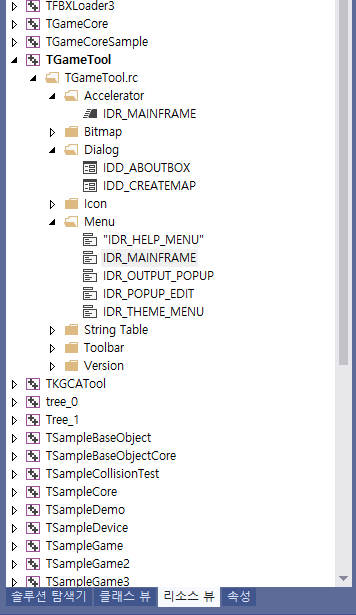 TFBXLoader3
TGameCore
TGameCoreSample
TGameTool
TGameTool.rc
Accelerator
IDR_MAINFRAME
Bitmap
Dialog
IDD_ABOUTBOX
IDD_CREATEMAP
Icon
Menu
"IDR_HELP_MENU"
IDR_MAINFRAME
IDR_OUTPUT_POPUP
IDR_POPUP_EDIT
IDR_THEME_MENU
String Table
Toolbar
Version
TKGCATool
tree_0
Tree_1
TSampleBaseObject
TSampleBaseObjectCore
TSampleCollisionTest
TSampleCore
TSampleDemo
TSampleDevice
TSampleGame
TSampleGame2
TSampleGame3
솔루션 탐색기 클래스 뷰 리소스 뷰 속성